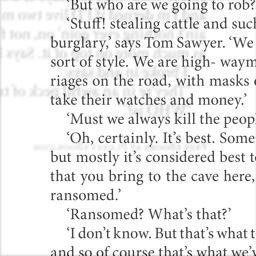 'But who are we going to rob?
'Stuff! stealing cattle and such
burglary,' says Tom Sawyer. 'We
sort of style. We are high- waym
riages on the road, with masks
take their watches and money.'
'Must we always kill the peop
'Oh, certainly. It's best. Some
but mostly it's considered best t
that you bring to the cave here,
ransomed.'
'Ransomed? What's that?'
'I don't know. But that's what t
and so of course that's what we'v